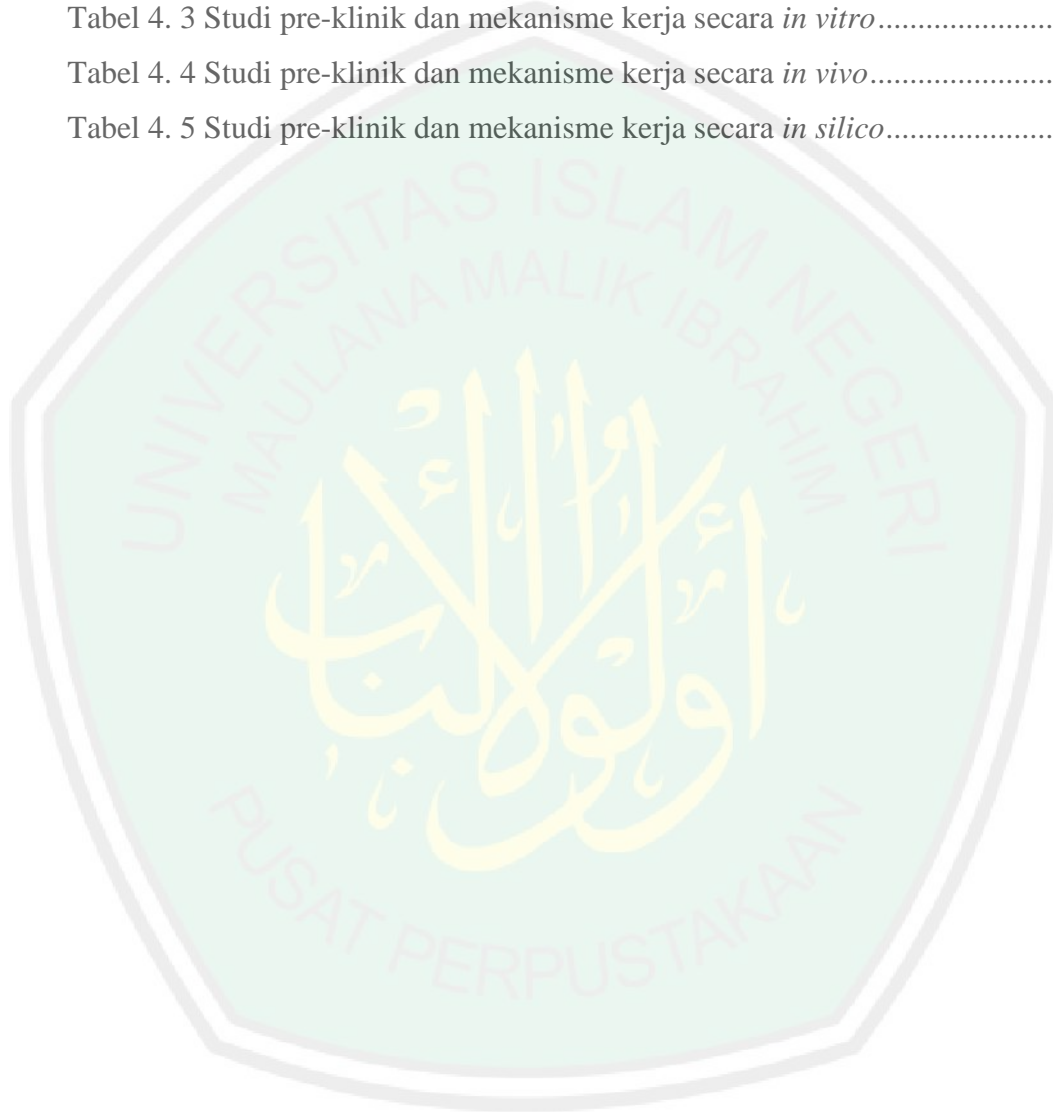 Tabel 4. 3 Studi pre-klinik dan mekanisme kerja secara in vitro......................
Tabel 4. 4 Studi pre-klinik dan mekanisme kerja secara in vivo.......................
Tabel 4. 5 Studi pre-klinik dan mekanisme kerja secara in silico.....................
UNIVERSITAS ISLAM NEGERI
MAULANA MALIK IBRAHIM
أولوا الألباب
PUSAT PERPUSTAKAAN